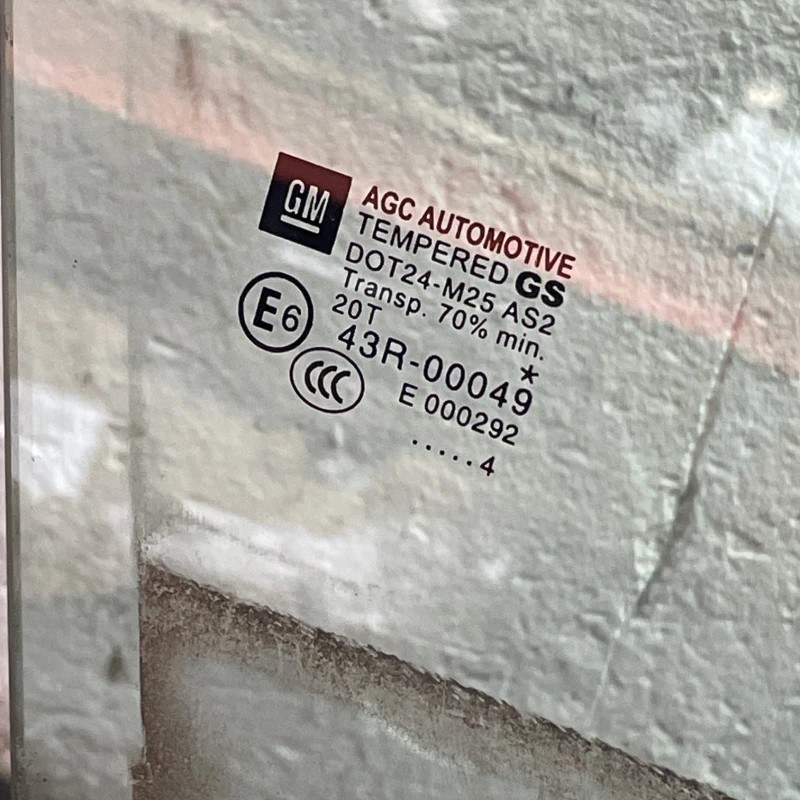 GM
AGC AUTOMOTIVE
TEMPERED GS
DOT24-M25 AS2
Transp. 70% min.
20T
*
E6
43R-00049
CCC
E 000292
.....4